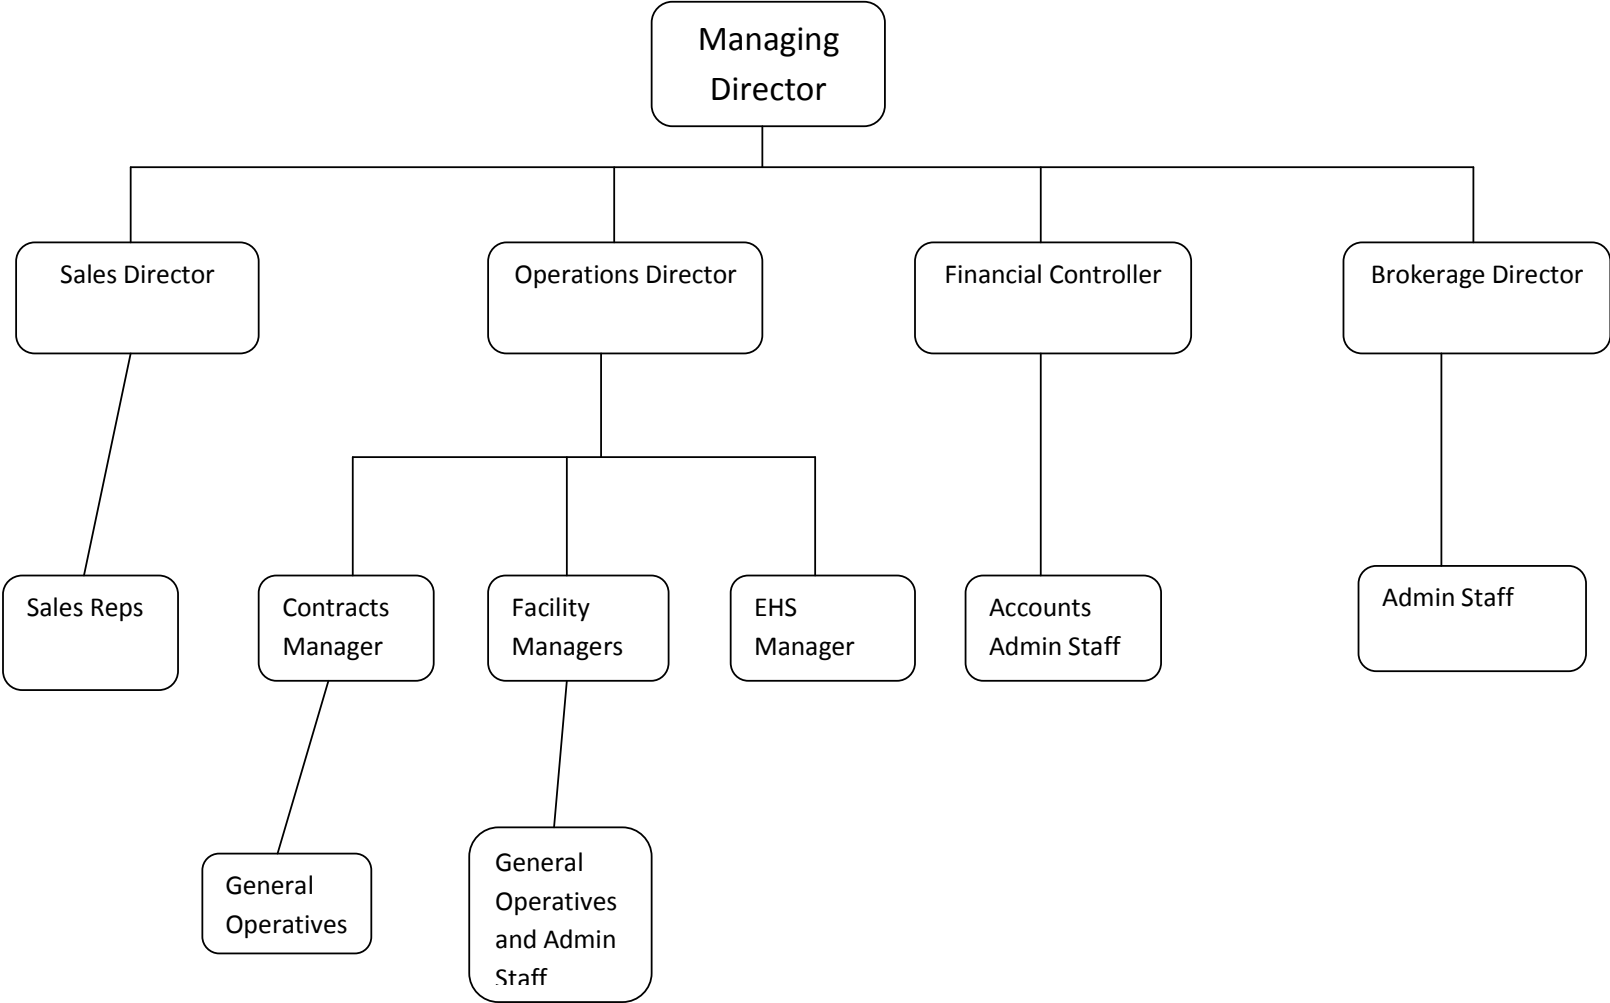 Managing
Director
Sales Director
Operations Director
Financial Controller
Brokerage Director
Sales Reps
Contracts
Manager
Facility
Managers
EHS
Manager
Accounts
Admin Staff
Admin Staff
General
Operatives
General
Operatives
and Admin
Staff